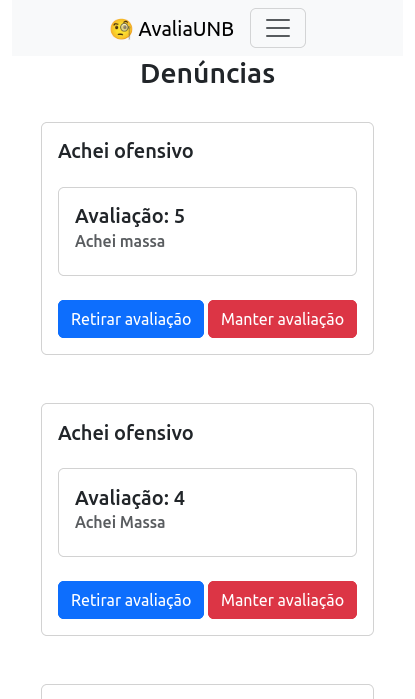 🧐 AvaliaUNB
Denúncias
Achei ofensivo
Avaliação: 5
Achei massa
Retirar avaliação Manter avaliação
Achei ofensivo
Avaliação: 4
Achei Massa
Retirar avaliação Manter avaliação